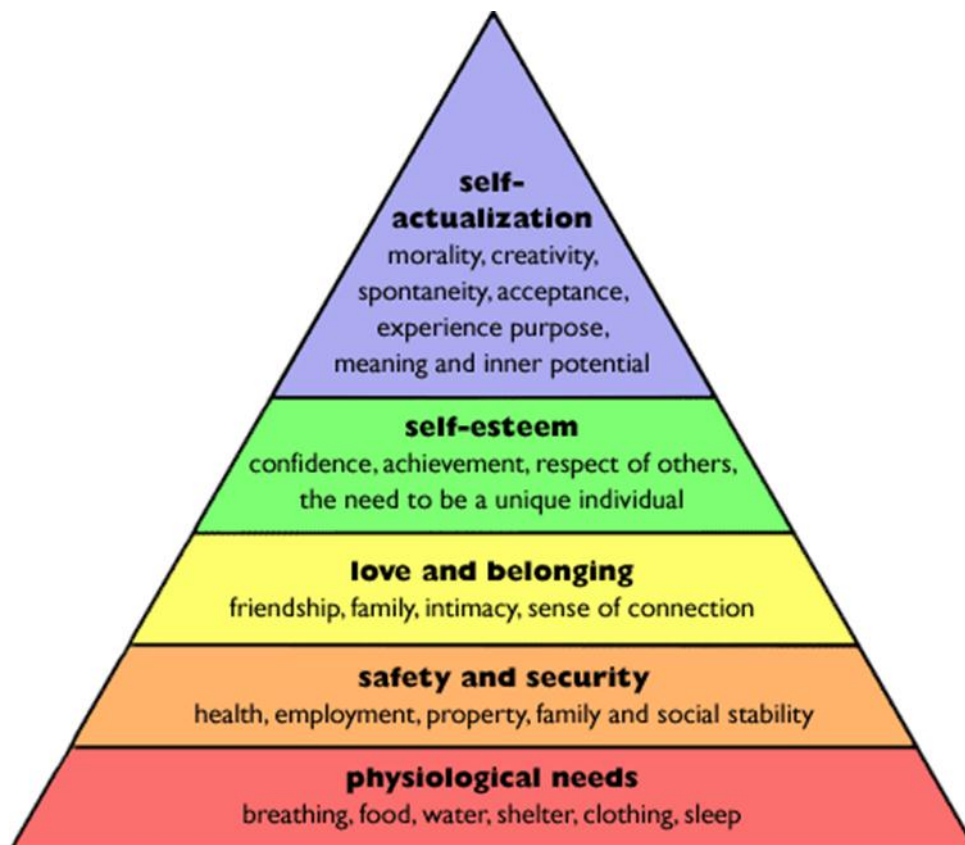 self-
actualization
morality, creativity,
spontaneity, acceptance,
experience purpose,
meaning and inner potential
self-esteem
confidence, achievement, respect of others,
the need to be a unique individual
love and belonging
friendship, family, intimacy, sense of connection
safety and security
health, employment, property, family and social stability
physiological needs
breathing, food, water, shelter, clothing, sleep